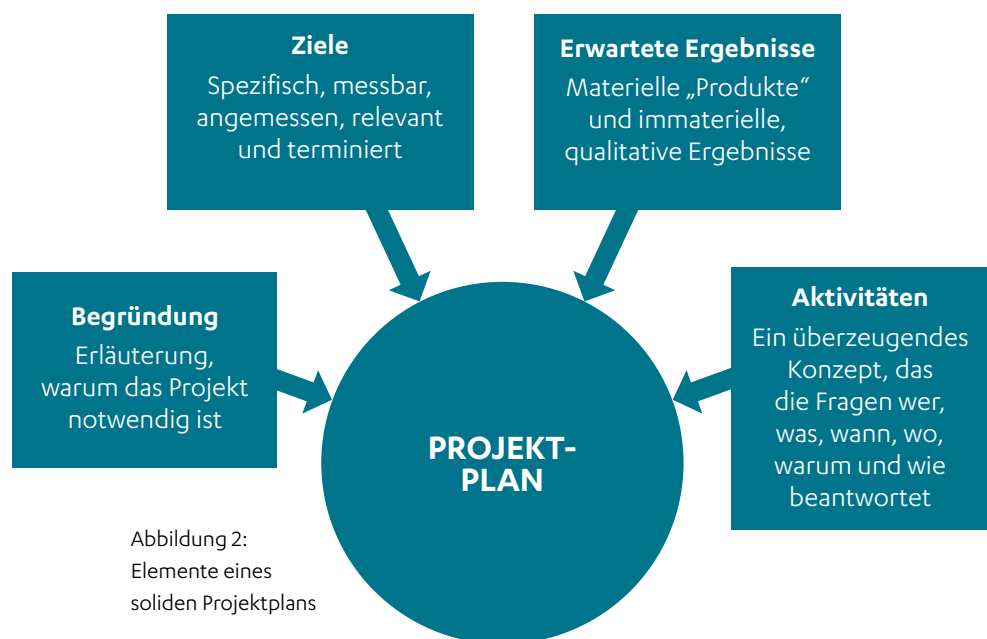 Ziele
Spezifisch, messbar,
angemessen, relevant
und terminiert
Erwartete Ergebnisse
Materielle „Produkte“
und immaterielle,
qualitative Ergebnisse
Begründung
Erläuterung,
warum das Projekt
notwendig ist
Aktivitäten
Ein überzeugendes
Konzept, das
die Fragen wer,
was, wann, wo,
warum und wie
beantwortet
PROJEKT-
PLAN
Abbildung 2:
Elemente eines
soliden Projektplans